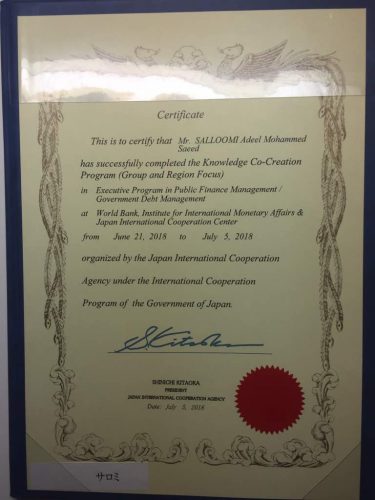 Certificate
This is to certify that Mr. SALLOOMI Adeel Mohammed
Saeed
has successfully completed the Knowledge Co-Creation
Program (Group and Region Focus)
in Executive Program in Public Finance Management /
Government Debt Management
at World Bank, Institute for International Monetary Affairs &
Japan International Cooperation Center
from June 21, 2018 to July 5, 2018
organized by the Japan International Cooperation
Agency under the International Cooperation
Program of the Government of Japan.
S. Kitaoka
SHINICHI KITAOKA
PRESIDENT
JAPAN INTERNATIONAL COOPERATION AGENCY
Date: July 5, 2018
サロミ